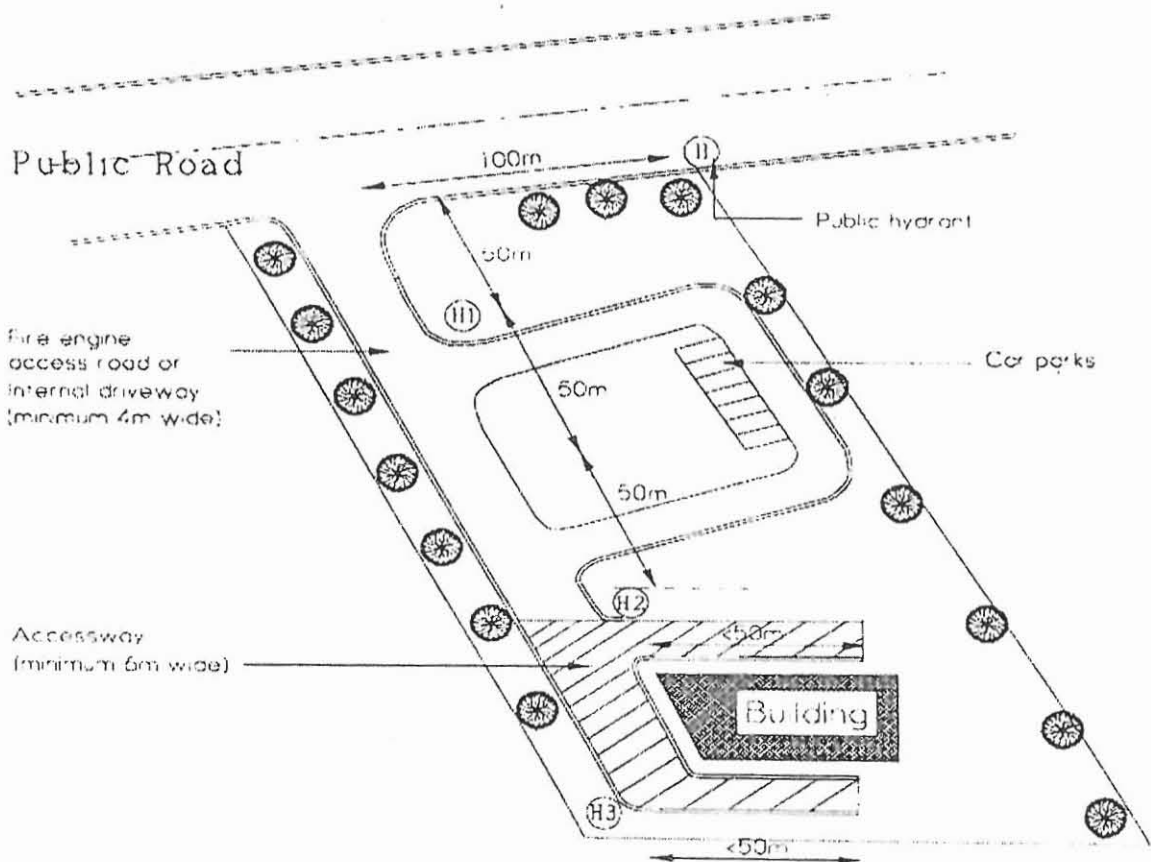 Public Road
100m
H
Public hydrant
50m
H1
Fire engine
access road or
internal driveway
(minimum 4m wide)
Car parks
50m
50m
H2
Accessway
(minimum 6m wide)
<50m
Building
H3
<50m